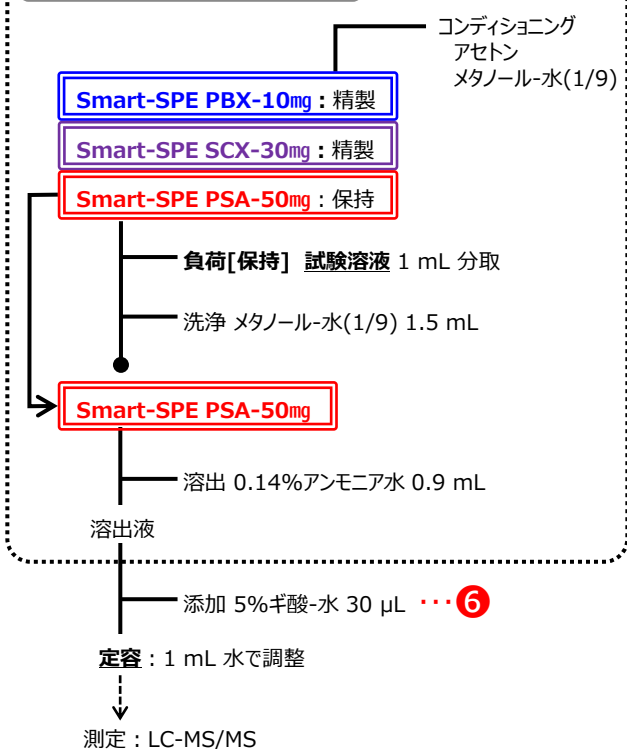 コンディショニング
アセトン
メタノール-水(1/9)
Smart-SPE PBX-10㎎：精製
Smart-SPE SCX-30㎎：精製
Smart-SPE PSA-50㎎：保持
負荷[保持] 試験溶液 1 mL 分取
洗浄 メタノール-水(1/9) 1.5 mL
Smart-SPE PSA-50㎎
溶出 0.14%アンモニア水 0.9 mL
溶出液
添加 5%ギ酸-水 30 µL ･･･❻
定容：1 mL 水で調整
測定：LC-MS/MS